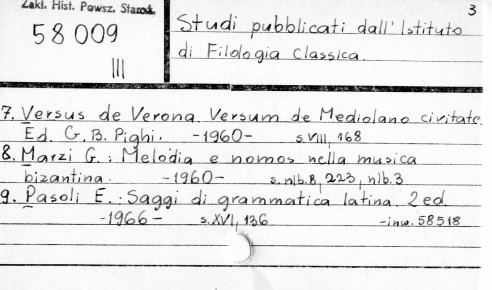 Zakł. Hist. Powsz. Staroż.
3
58 009
III
Studi pubblicati dall'Istituto
di Filologia Classica.
7. Versus de Verona. Versum de Mediolano civitate.
Ed. G. B. Pighi. -1960- s. VIII, 168
8. Marzi G.: Melodia e nomos nella musica
bizantina. -1960- s. nlb. 8, 223, nlb. 3
9. Pasoli E.: Saggi di grammatica latina. 2 ed.
-1966- s. XVI, 136 -inw. 58518